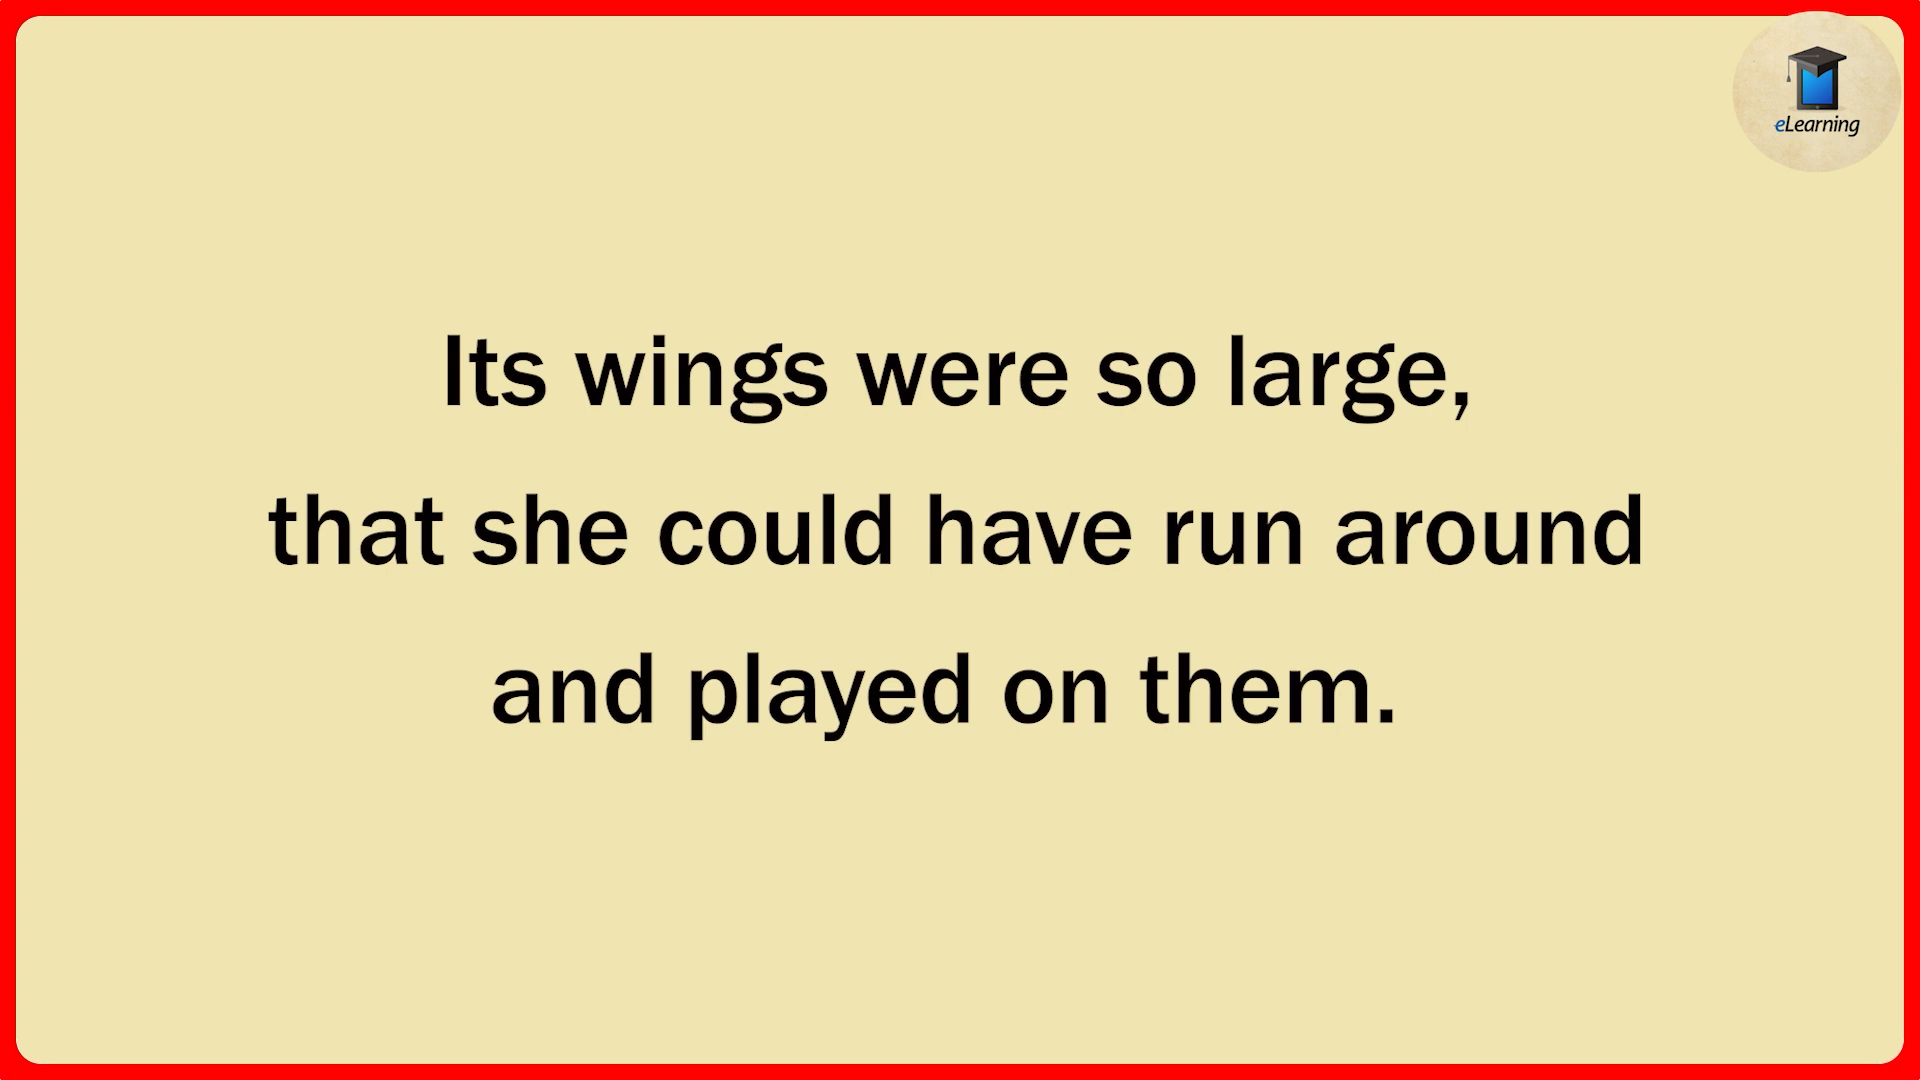 eLearning
Its wings were so large,
that she could have run around
and played on them.